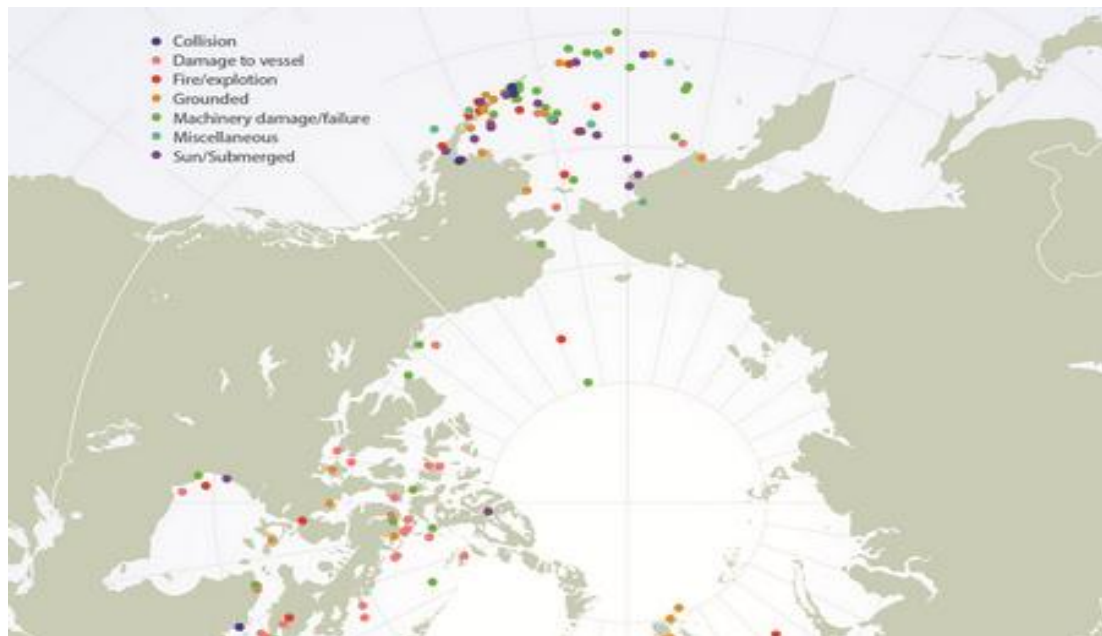 Collision
Damage to vessel
Fire/explotion
Grounded
Machinery damage/failure
Miscellaneous
Sun/Submerged